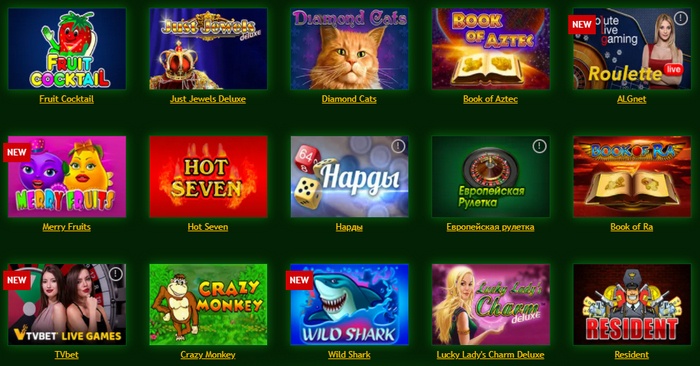 FRUIT
COCKTAIL
Just Jewels
deluxe
Diamond Cats
BOOK
OF
AZTEC
NEW
live
gaming
Roulette live
Fruit Cocktail
Just Jewels Deluxe
Diamond Cats
Book of Aztec
ALGnet
NEW
MERRY FRUITS
HOT
SEVEN
64
Нарды
Европейская
Рулетка
BOOK OF RA
Merry Fruits
Hot Seven
Нарды
Европейская рулетка
Book of Ra
NEW
TVBET LIVE GAMES
CRAZY
MONKEY
NEW
WILD SHARK
Lucky Lady's
Charm
deluxe
RESIDENT
TVbet
Crazy Monkey
Wild Shark
Lucky Lady's Charm Deluxe
Resident